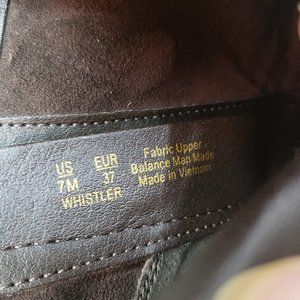 US EUR
7M 37
WHISTLER
Fabric Upper
Balance Man Made
Made in Vietnam